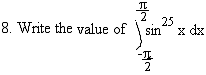 8. Write the value of ∫_{-π/2}^{π/2} sin^25 x dx